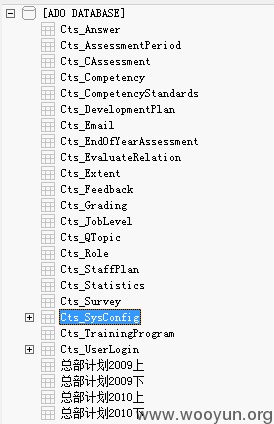 [ADO DATABASE]
Cts_Answer
Cts_AssessmentPeriod
Cts_CAssessment
Cts_Competency
Cts_CompetencyStandards
Cts_DevelopmentPlan
Cts_Email
Cts_EndOfYearAssessment
Cts_EvaluateRelation
Cts_Extent
Cts_Feedback
Cts_Grading
Cts_JobLevel
Cts_QTopic
Cts_Role
Cts_StaffPlan
Cts_Statistics
Cts_Survey
Cts_SysConfig
Cts_TrainingProgram
Cts_UserLogin
总部计划2009上
总部计划2009下
总部计划2010上
总部计划2010下
www.wooyun.org